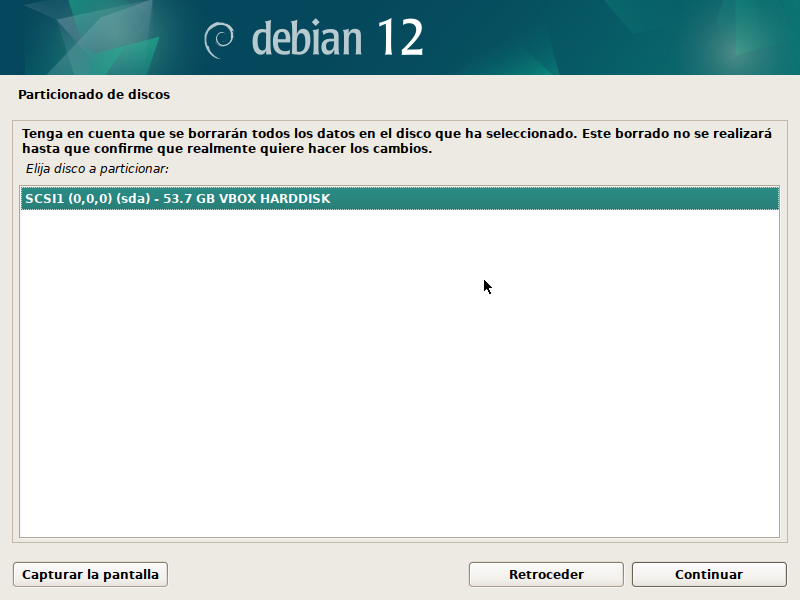 debian 12
Particionado de discos
Tenga en cuenta que se borrarán todos los datos en el disco que ha seleccionado. Este borrado no se realizará
hasta que confirme que realmente quiere hacer los cambios.
Elija disco a particionar:
SCSI1 (0,0,0) (sda) - 53.7 GB VBOX HARDDISK
Capturar la pantalla
Retroceder
Continuar